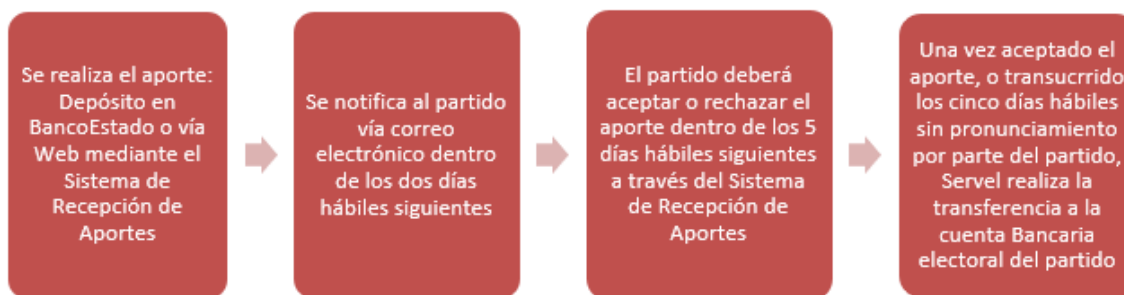 Se realiza el aporte:
Depósito en
BancoEstado o vía
Web mediante el
Sistema de
Recepción de
Aportes
Se notifica al partido
vía correo
electrónico dentro
de los dos días
hábiles siguientes
El partido deberá
aceptar o rechazar el
aporte dentro de los 5
días hábiles siguientes
a través del Sistema
de Recepción de
Aportes
Una vez aceptado el
aporte, o transucrrido
los cinco días hábiles
sin pronunciamiento
por parte del partido,
Servel realiza la
transferencia a la
cuenta Bancaria
electoral del partido